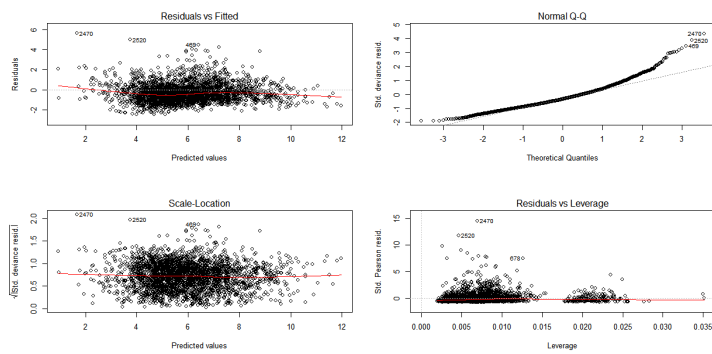 Residuals vs Fitted
Residuals
-2 0 2 4 6
2470
2520
469
2 4 6 8 10 12
Predicted values
Normal Q-Q
Std. deviance resid.
-2 -1 0 1 2 3 4 5
2470
2520
469
-3 -2 -1 0 1 2 3
Theoretical Quantiles
Scale-Location
√|Std. deviance resid.|
0.0 0.5 1.0 1.5 2.0
2470
2520
469
2 4 6 8 10 12
Predicted values
Residuals vs Leverage
Std. Pearson resid.
0 5 10 15
2470
2520
678
0.000 0.005 0.010 0.015 0.020 0.025 0.030 0.035
Leverage